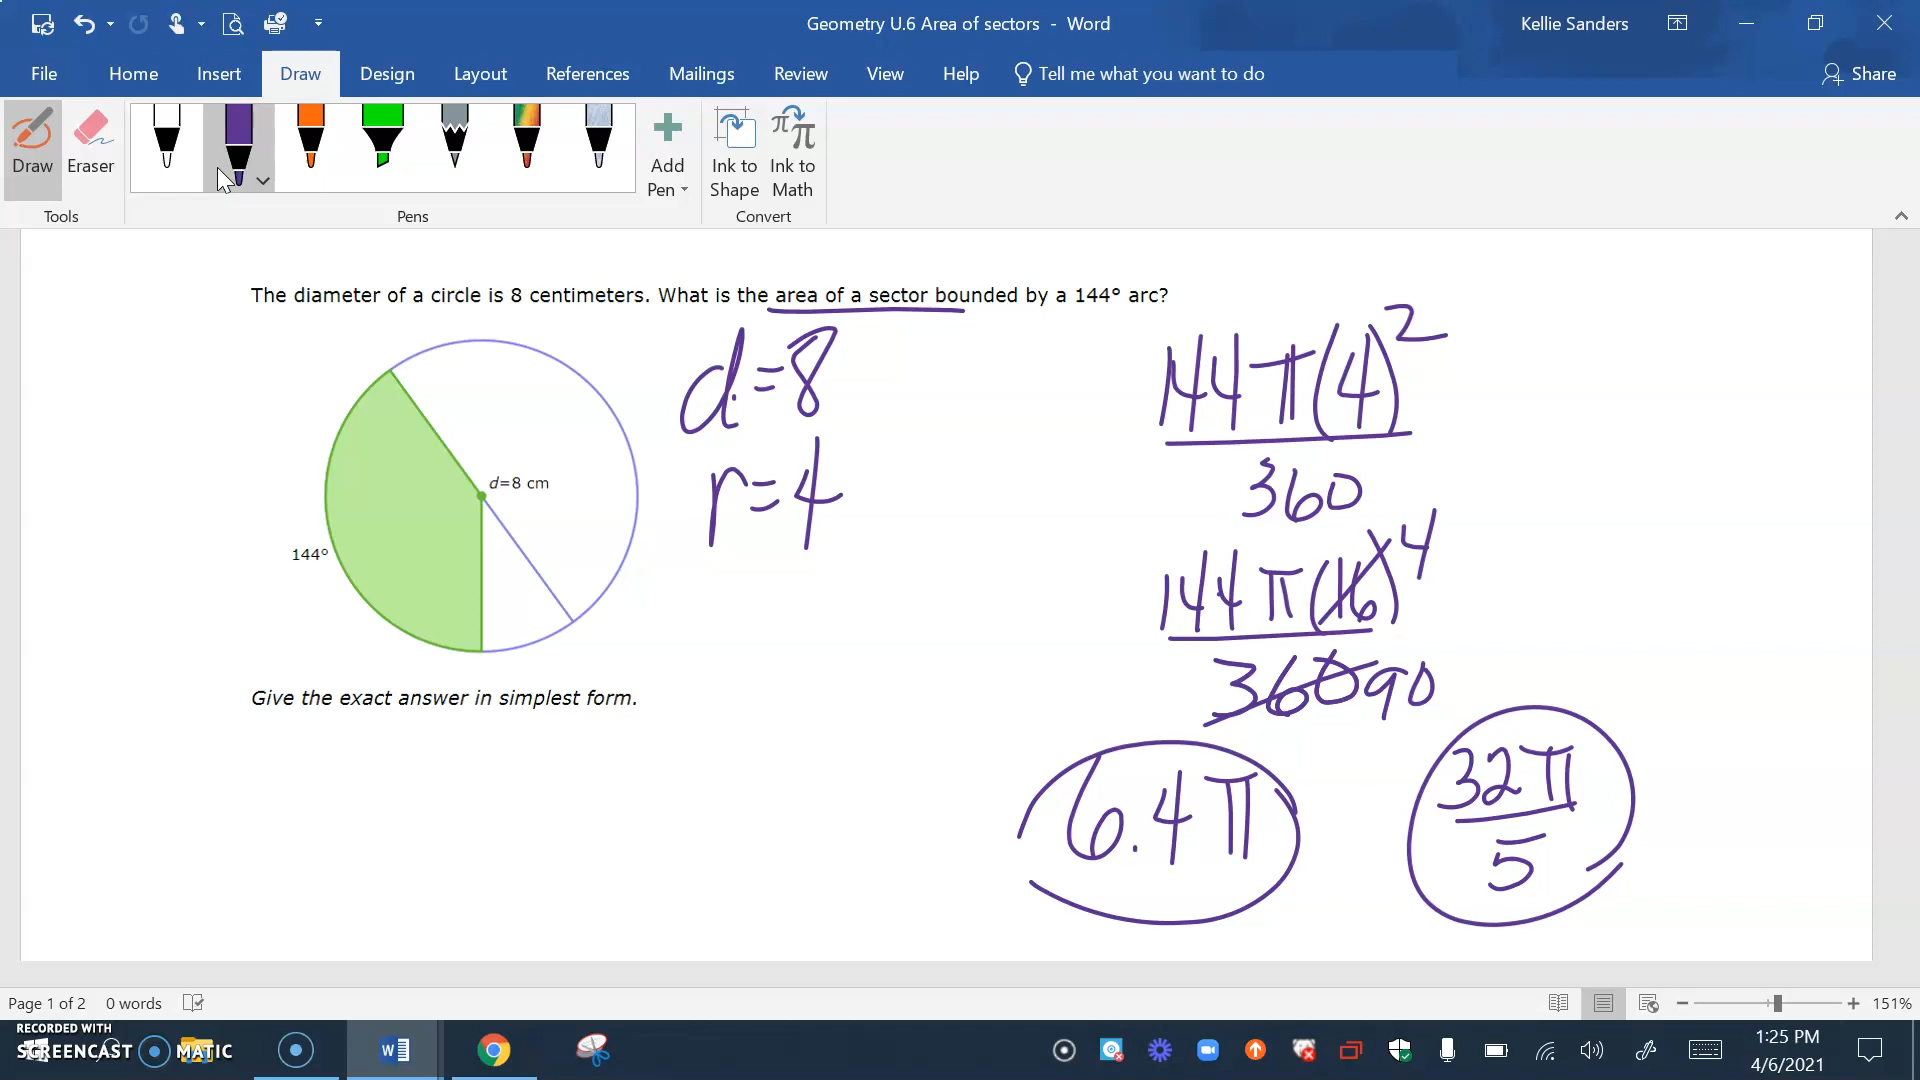 Geometry U.6 Area of sectors - Word
Kellie Sanders
File Home Insert Draw Design Layout References Mailings Review View Help Tell me what you want to do Share
Draw Eraser Add Pen Ink to Shape Ink to Math
Tools Pens Convert
The diameter of a circle is 8 centimeters. What is the area of a sector bounded by a 144° arc?
d=8
r=4
d=8 cm
144°
Give the exact answer in simplest form.
144π(4)²
360
144π(16) 4
360 90
6.4π
32π
5
Page 1 of 2 0 words 151%
RECORDED WITH
SCREENCAST MATIC
1:25 PM
4/6/2021